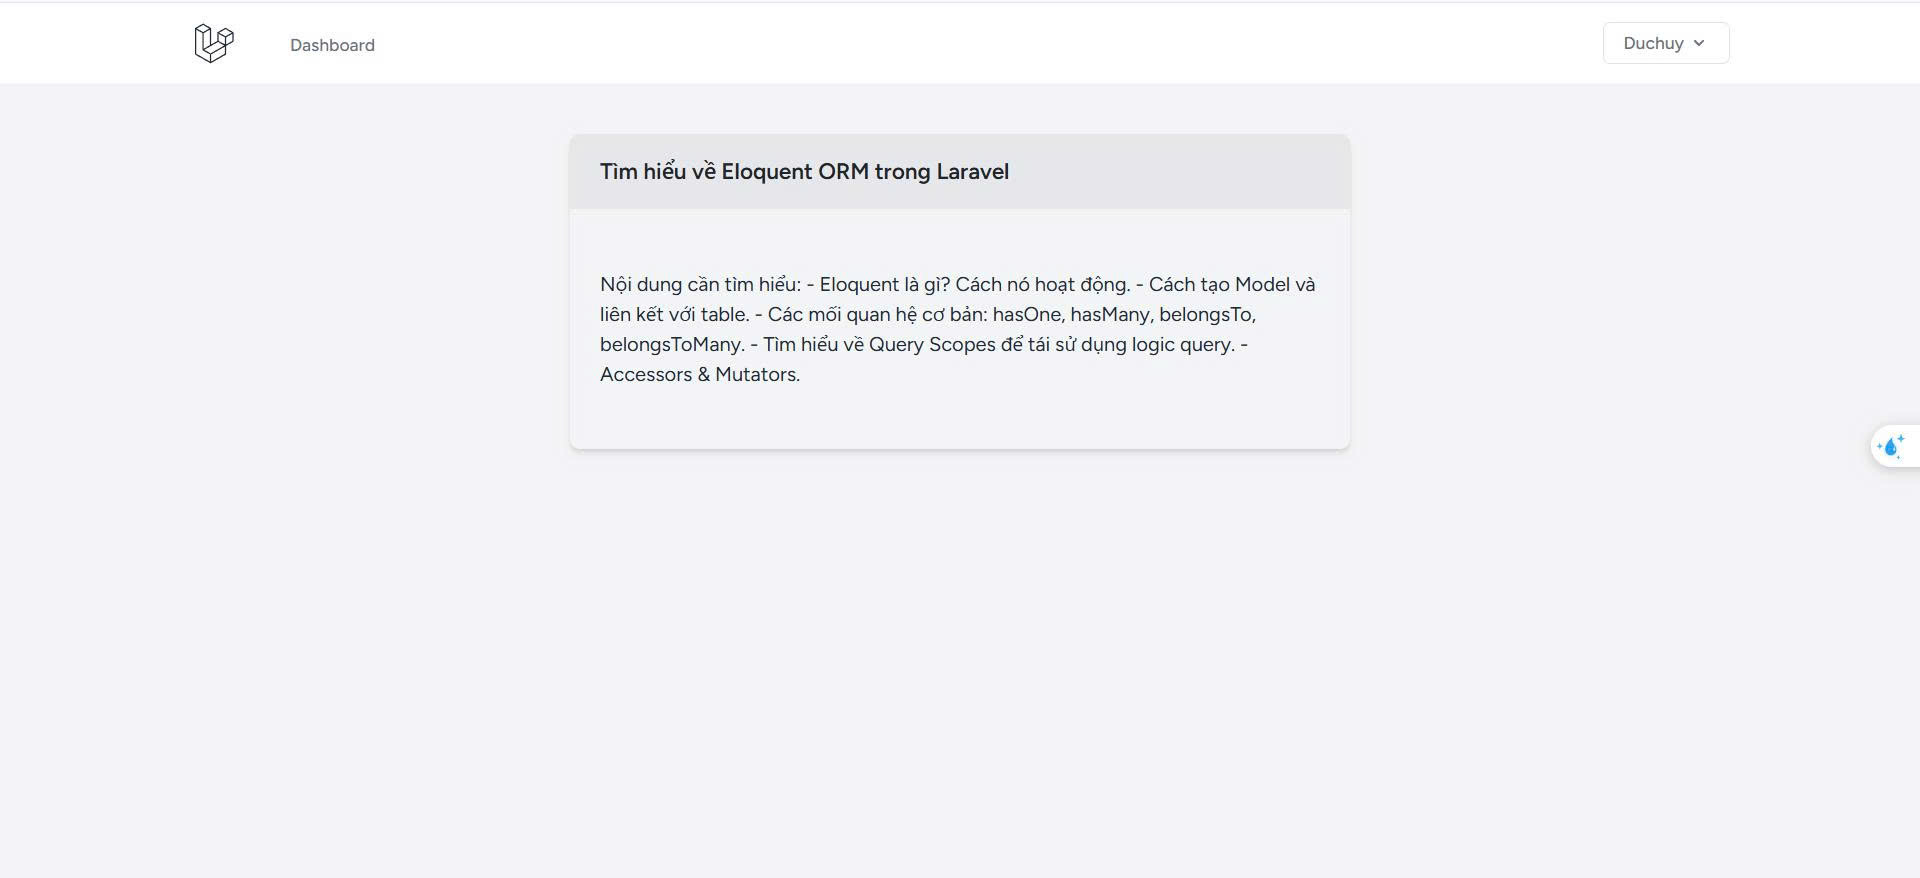 Dashboard
Duchuy
Tìm hiểu về Eloquent ORM trong Laravel
Nội dung cần tìm hiểu: - Eloquent là gì? Cách nó hoạt động. - Cách tạo Model và
liên kết với table. - Các mối quan hệ cơ bản: hasOne, hasMany, belongsTo,
belongsToMany. - Tìm hiểu về Query Scopes để tái sử dụng logic query. -
Accessors & Mutators.